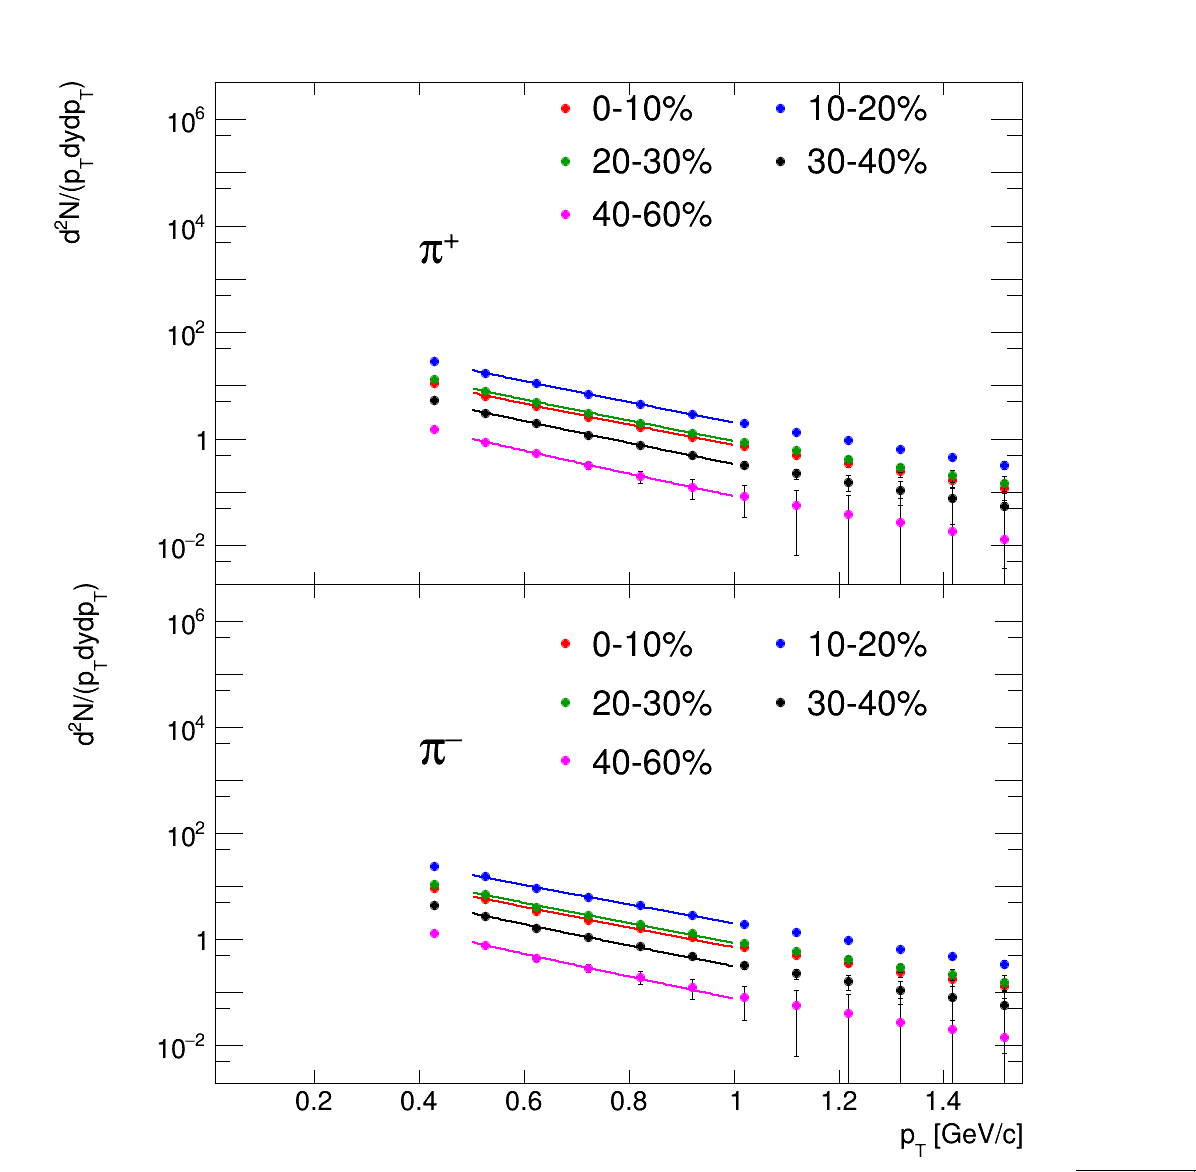 d²N/(p_T dydp_T)
10⁶
10⁴
10²
1
10⁻²
0-10% 10-20%
20-30% 30-40%
40-60%
π⁺
d²N/(p_T dydp_T)
10⁶
10⁴
10²
1
10⁻²
0-10% 10-20%
20-30% 30-40%
40-60%
π⁻
0.2 0.4 0.6 0.8 1 1.2 1.4
p_T [GeV/c]